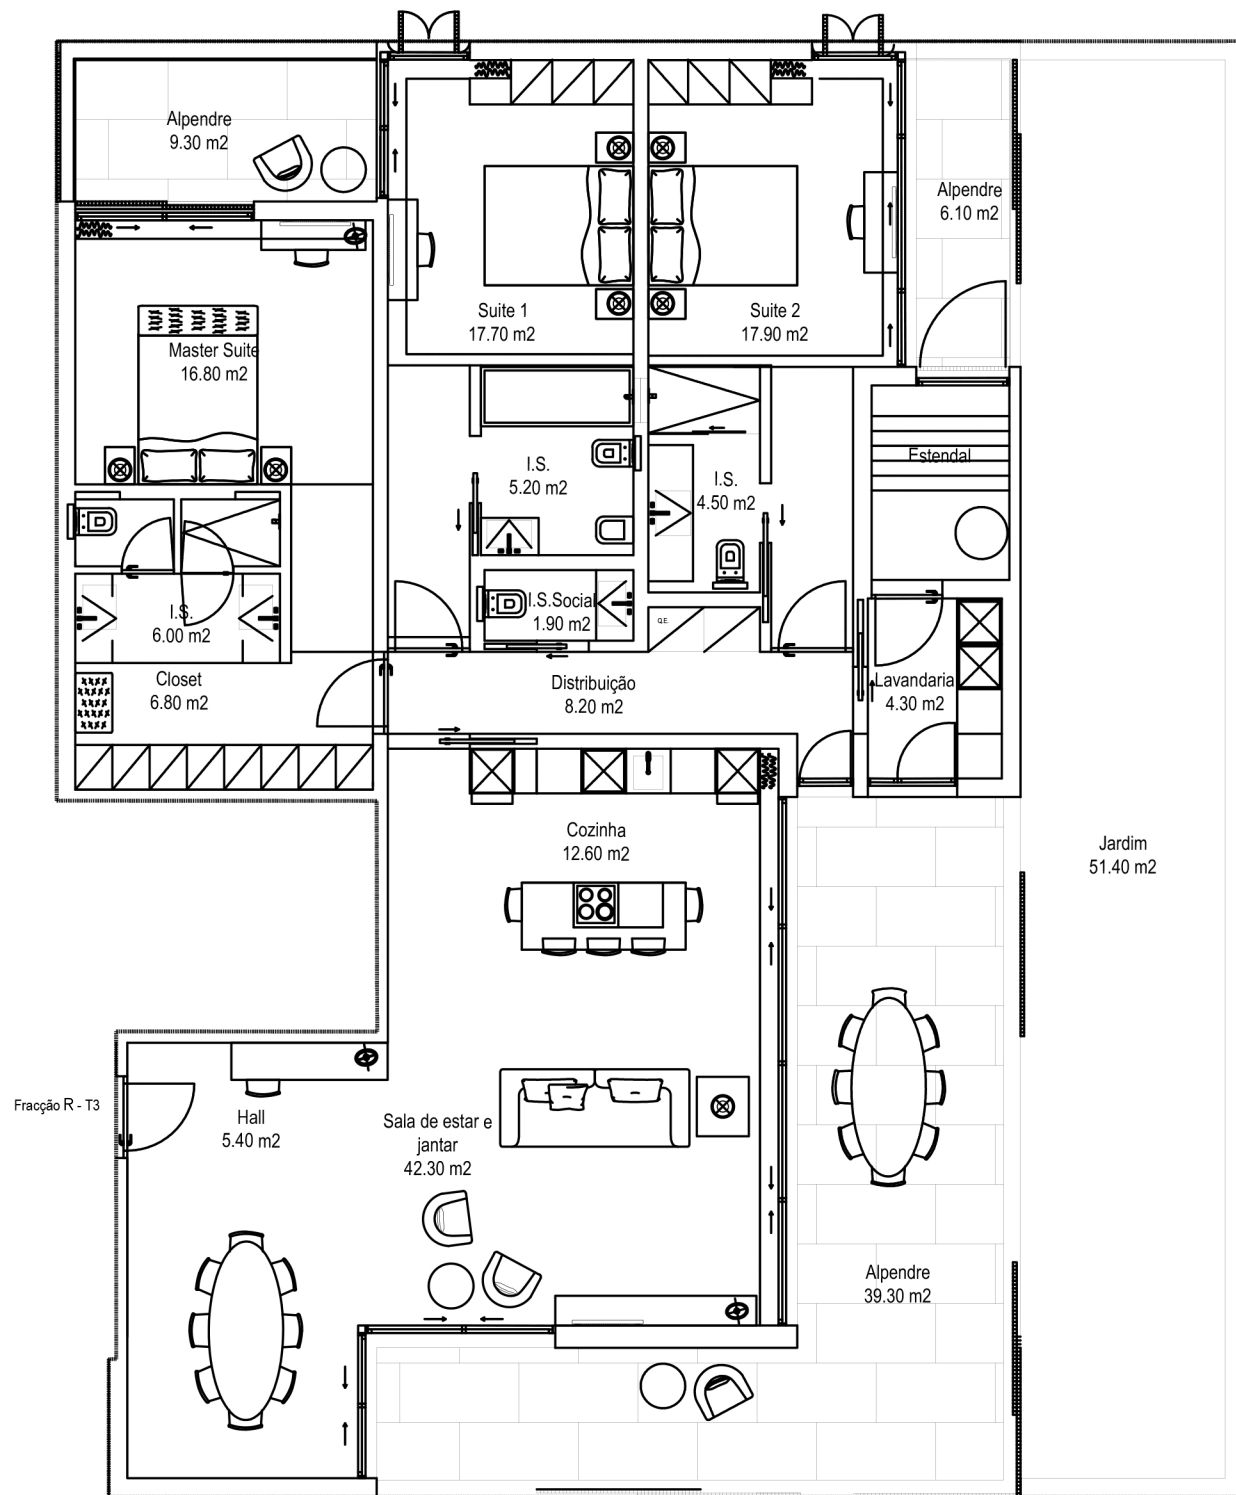 Alpendre
9.30 m2
Alpendre
6.10 m2
Suite 1
17.70 m2
Suite 2
17.90 m2
Master Suite
16.80 m2
Estendal
I.S.
5.20 m2
I.S.
4.50 m2
I.S.Social
1.90 m2
Q.E.
I.S.
6.00 m2
Closet
6.80 m2
Distribuição
8.20 m2
Lavandaria
4.30 m2
Cozinha
12.60 m2
Jardim
51.40 m2
Fracção R - T3
Hall
5.40 m2
Sala de estar e
jantar
42.30 m2
Alpendre
39.30 m2